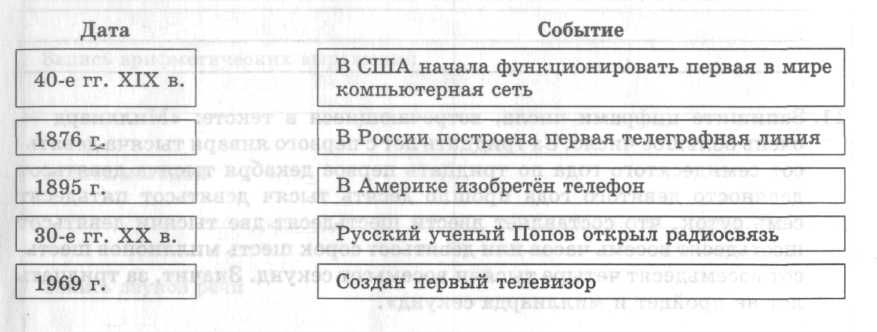 Дата Событие
40-е гг. XIX в. В США начала функционировать первая в мире
компьютерная сеть
1876 г. В России построена первая телеграфная линия
1895 г. В Америке изобретён телефон
30-е гг. XX в. Русский ученый Попов открыл радиосвязь
1969 г. Создан первый телевизор